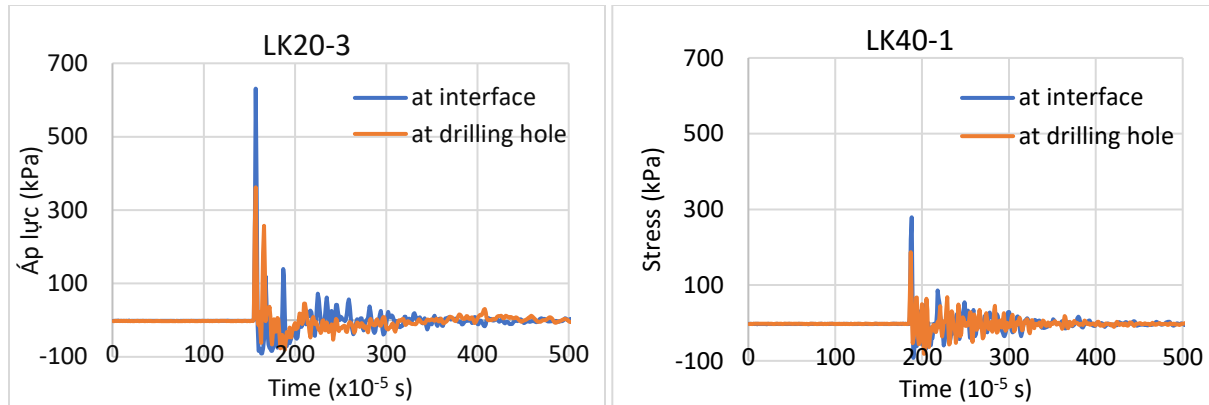 LK20-3
700
500
300
100
-100
0
100
200
300
400
500
Áp lực (kPa)
Time (x10⁻⁵ s)
at interface
at drilling hole
LK40-1
700
500
300
100
-100
0
100
200
300
400
500
Stress (kPa)
Time (10⁻⁵ s)
at interface
at drilling hole